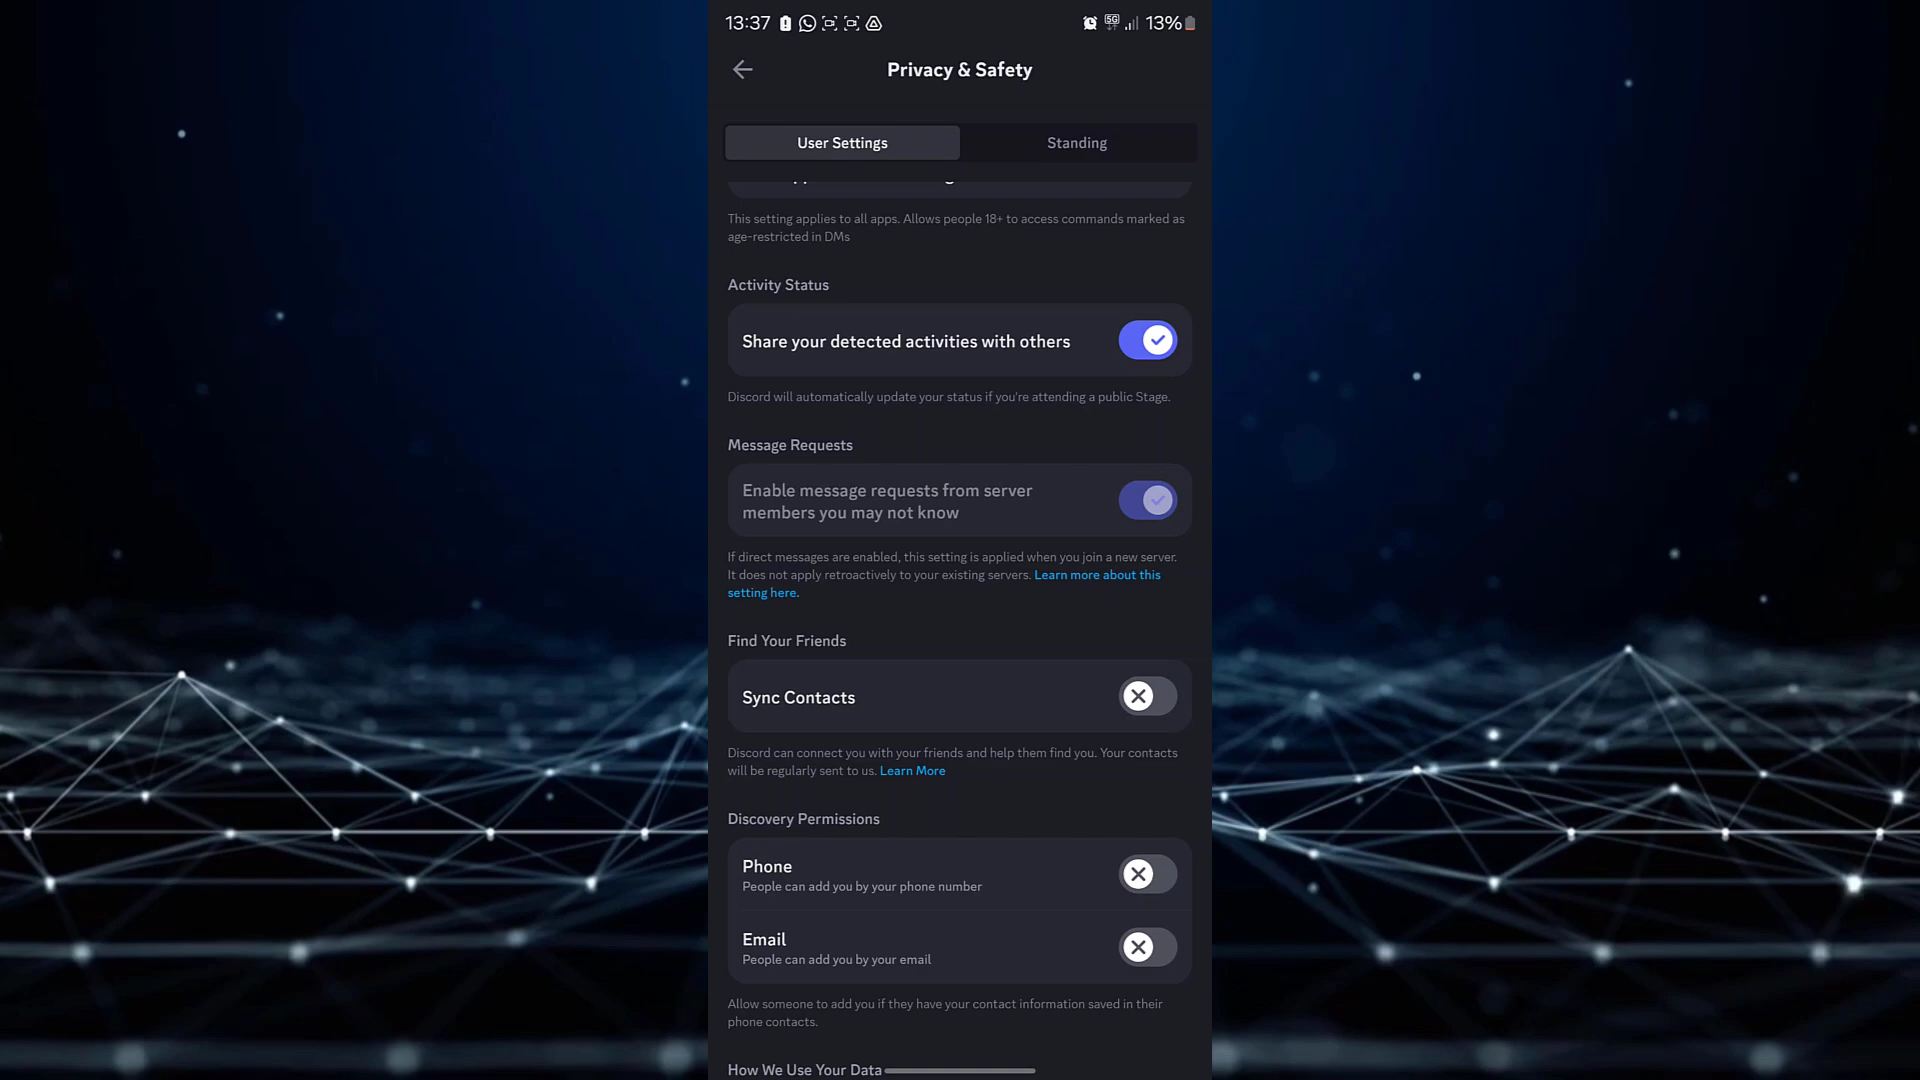 13:37
5G
13%
Privacy & Safety
User Settings
Standing
This setting applies to all apps. Allows people 18+ to access commands marked as
age-restricted in DMs
Activity Status
Share your detected activities with others
Discord will automatically update your status if you're attending a public Stage.
Message Requests
Enable message requests from server
members you may not know
If direct messages are enabled, this setting is applied when you join a new server.
It does not apply retroactively to your existing servers. Learn more about this
setting here.
Find Your Friends
Sync Contacts
Discord can connect you with your friends and help them find you. Your contacts
will be regularly sent to us. Learn More
Discovery Permissions
Phone
People can add you by your phone number
Email
People can add you by your email
Allow someone to add you if they have your contact information saved in their
phone contacts.
How We Use Your Data